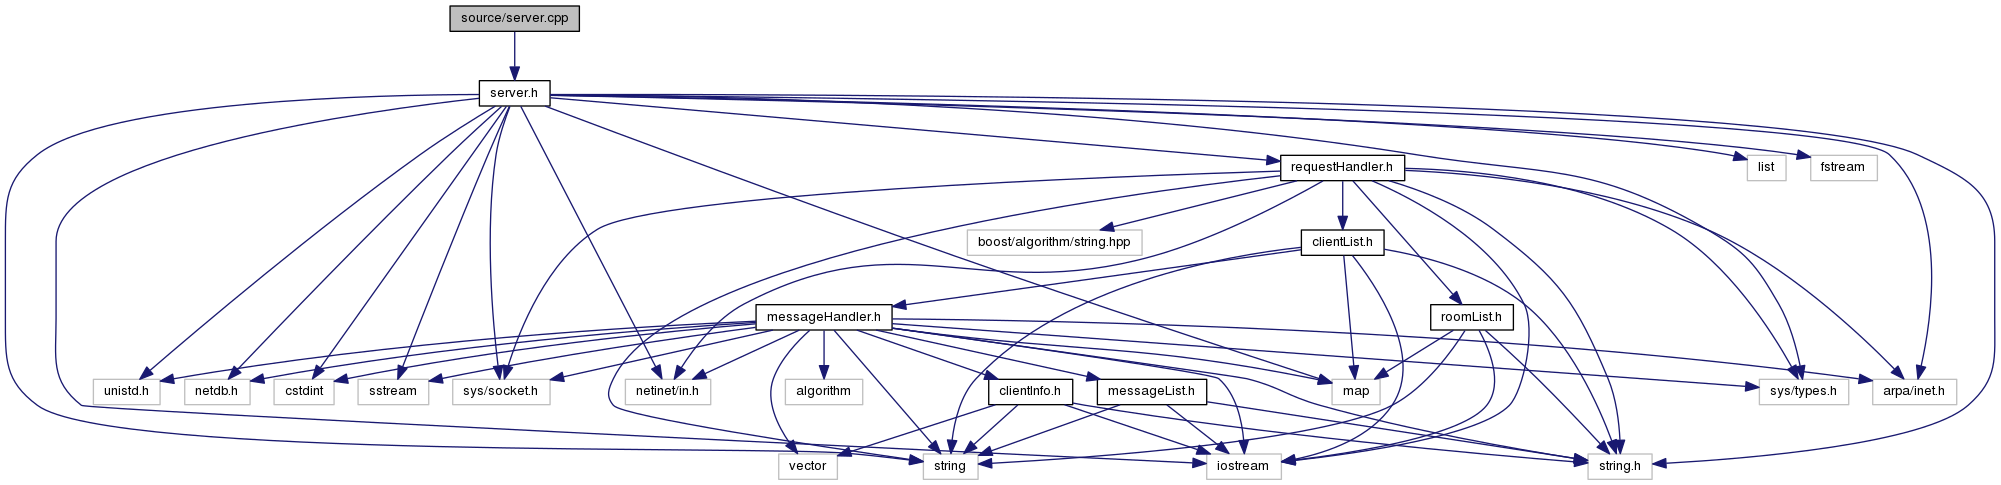 source/server.cpp
server.h
requestHandler.h
list
fstream
boost/algorithm/string.hpp
clientList.h
messageHandler.h
roomList.h
unistd.h
netdb.h
cstdint
sstream
sys/socket.h
netinet/in.h
algorithm
clientInfo.h
messageList.h
map
sys/types.h
arpa/inet.h
vector
string
iostream
string.h